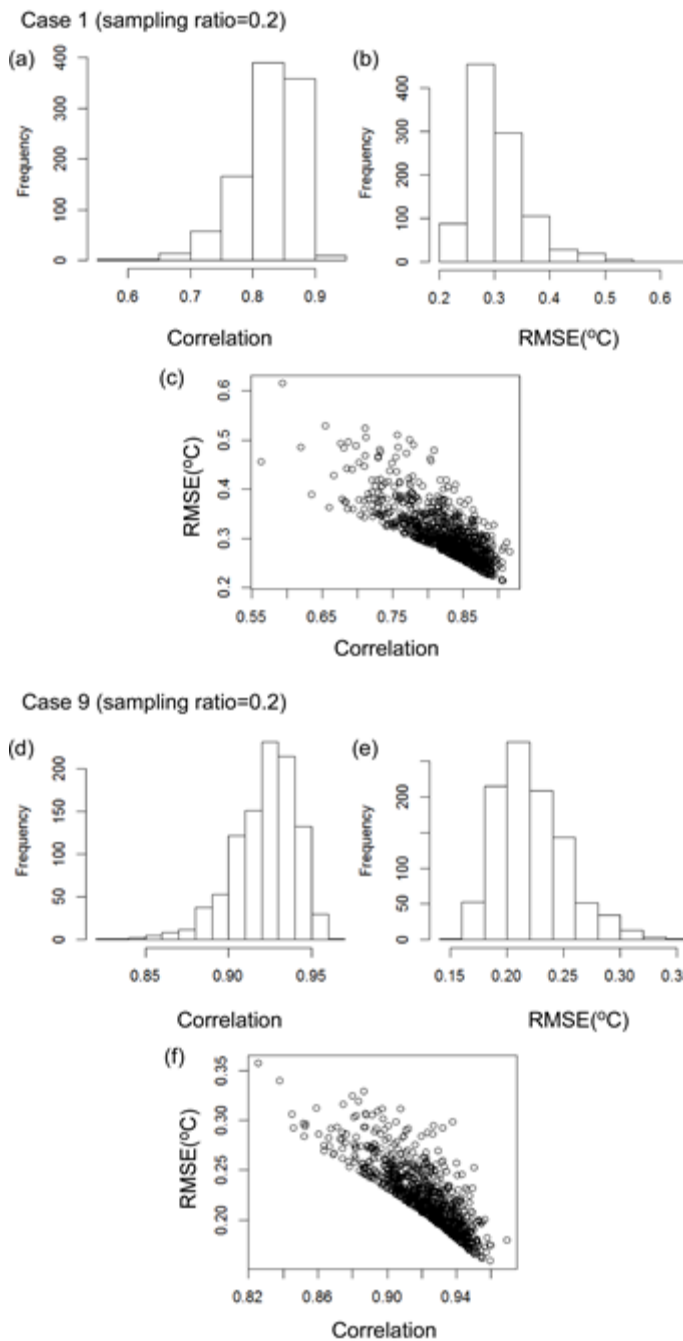 Case 1 (sampling ratio=0.2)
(a)
Frequency
0 100 200 300 400
0.6 0.7 0.8 0.9
Correlation
(b)
Frequency
0 100 200 300 400
0.2 0.3 0.4 0.5 0.6
RMSE(ºC)
(c)
RMSE(ºC)
0.2 0.3 0.4 0.5 0.6
0.55 0.65 0.75 0.85
Correlation
Case 9 (sampling ratio=0.2)
(d)
Frequency
0 50 100 150 200
0.85 0.90 0.95
Correlation
(e)
Frequency
0 50 100 200
0.15 0.20 0.25 0.30 0.35
RMSE(ºC)
(f)
RMSE(ºC)
0.20 0.25 0.30 0.35
0.82 0.86 0.90 0.94
Correlation